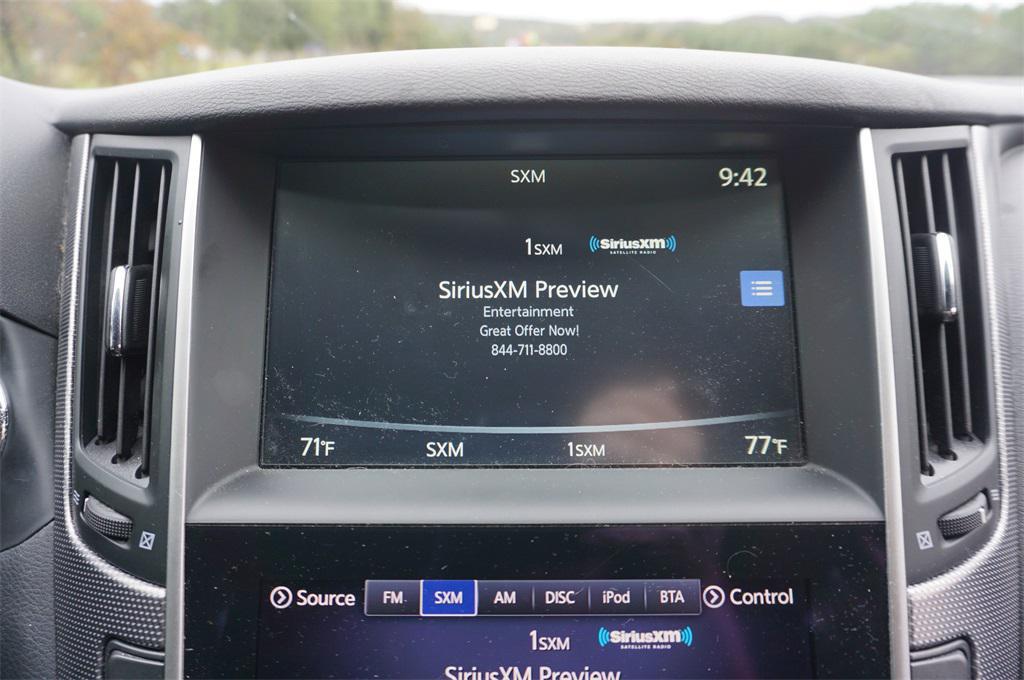 SXM 9:42
1SXM SiriusXM
SATELLITE RADIO
SiriusXM Preview
Entertainment
Great Offer Now!
844-711-8800
71°F SXM 1SXM 77°F
Source FM SXM AM DISC iPod BTA Control
1SXM SiriusXM
SATELLITE RADIO
SiriusXM Preview